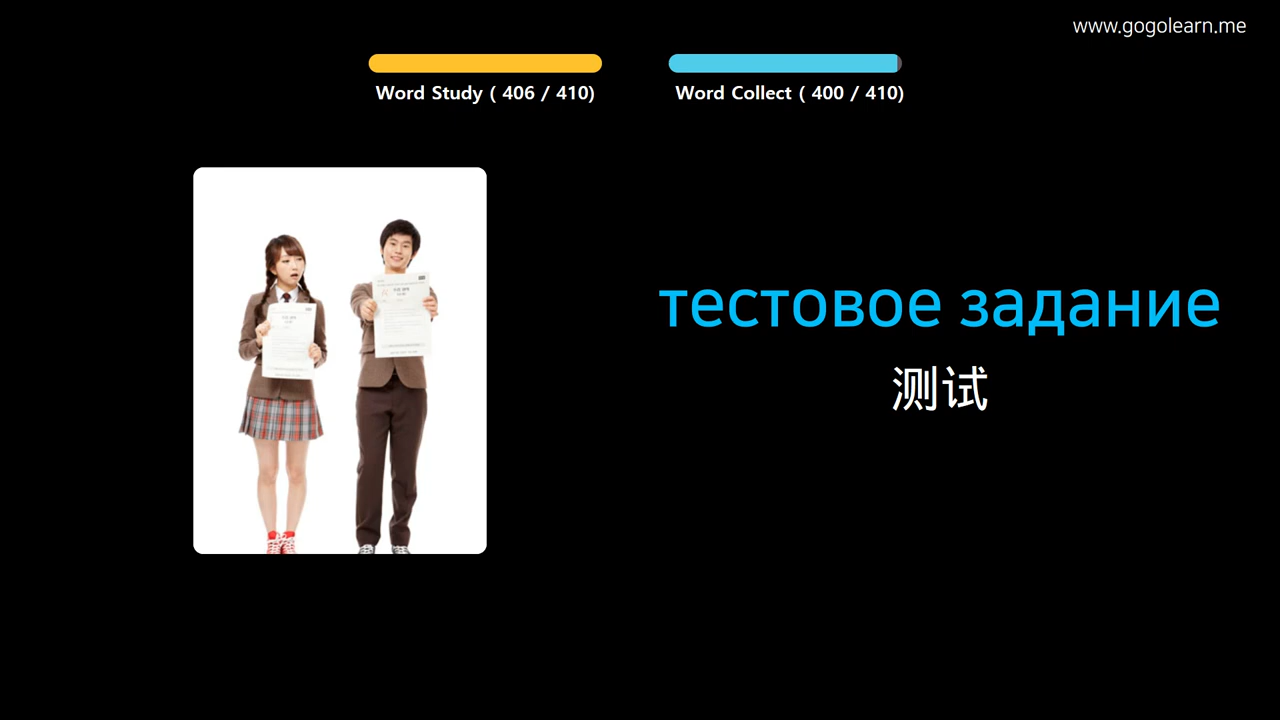 www.gogolearn.me
Word Study ( 406 / 410)
Word Collect ( 400 / 410)
тестовое задание
测试